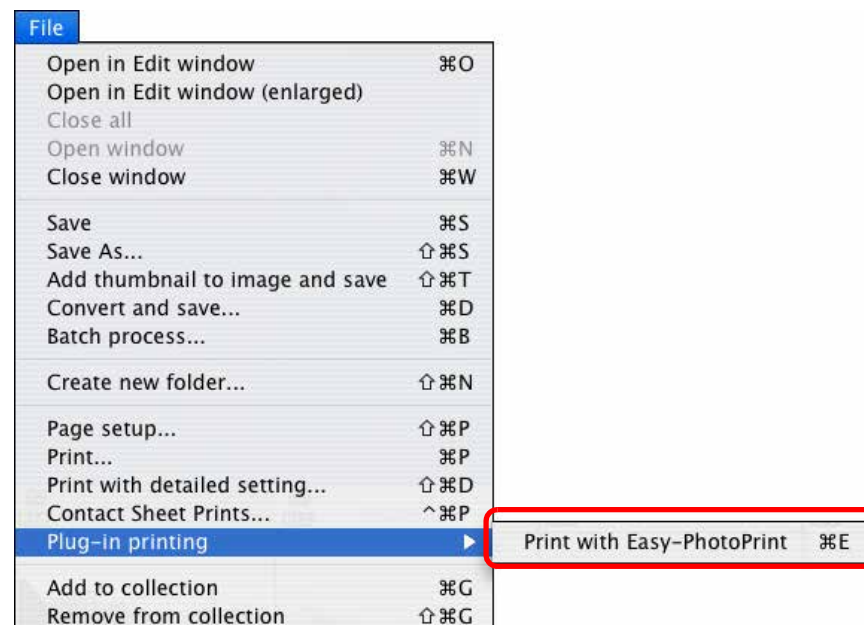 File
Open in Edit window ⌘O
Open in Edit window (enlarged)
Close all
Open window ⌘N
Close window ⌘W
Save ⌘S
Save As... ⇧⌘S
Add thumbnail to image and save ⇧⌘T
Convert and save... ⌘D
Batch process... ⌘B
Create new folder... ⇧⌘N
Page setup... ⇧⌘P
Print... ⌘P
Print with detailed setting... ⇧⌘D
Contact Sheet Prints... ^⌘P
Plug-in printing ▶ Print with Easy-PhotoPrint ⌘E
Add to collection ⌘G
Remove from collection ⇧⌘G